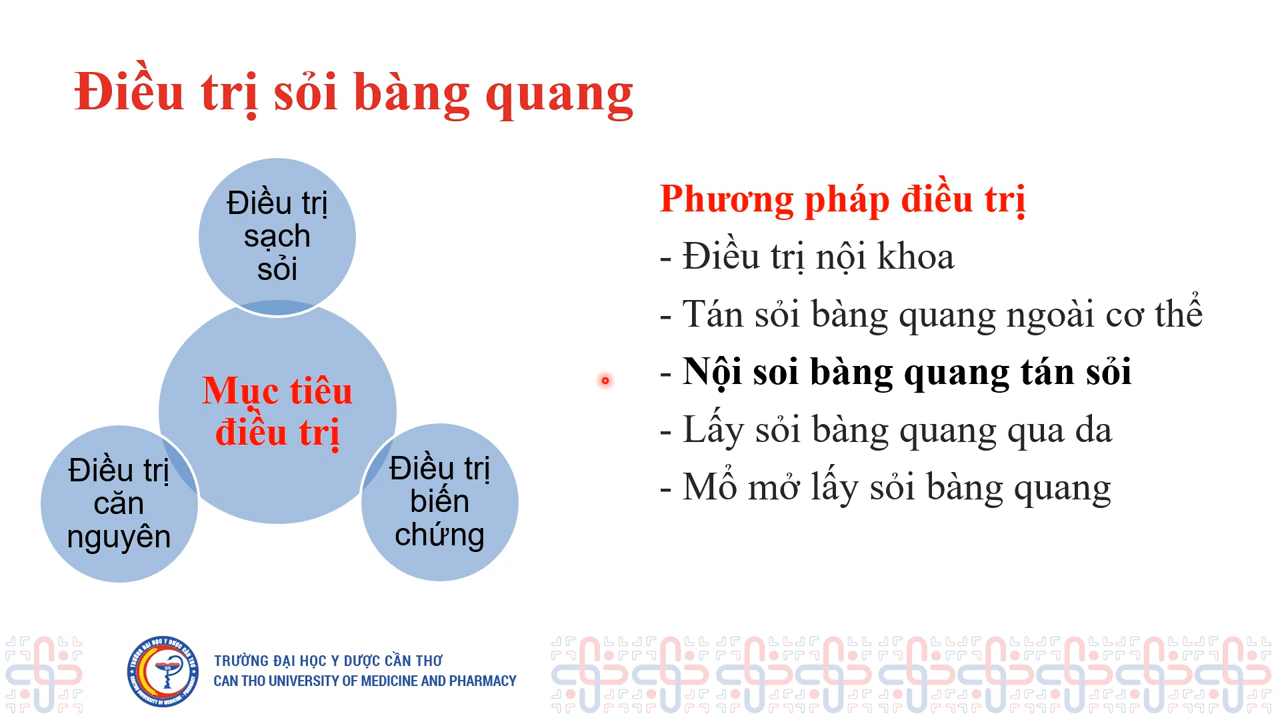 Điều trị sỏi bàng quang
Điều trị
sạch
sỏi
Mục tiêu
điều trị
Điều trị
căn
nguyên
Điều trị
biến
chứng
Phương pháp điều trị
- Điều trị nội khoa
- Tán sỏi bàng quang ngoài cơ thể
- Nội soi bàng quang tán sỏi
- Lấy sỏi bàng quang qua da
- Mổ mở lấy sỏi bàng quang
TRƯỜNG ĐẠI HỌC Y DƯỢC CẦN THƠ
CAN THO UNIVERSITY OF MEDICINE AND PHARMACY